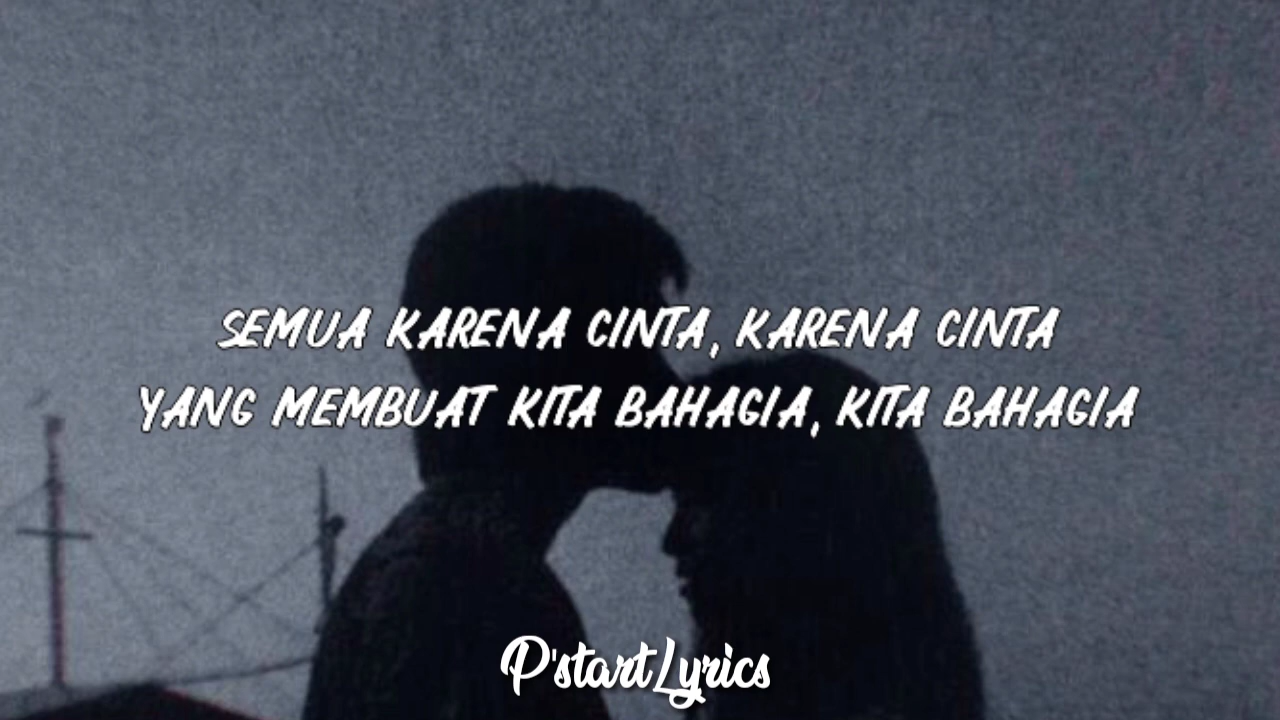 SEMUA KARENA CINTA, KARENA CINTA
YANG MEMBUAT KITA BAHAGIA, KITA BAHAGIA
P'startLyrics